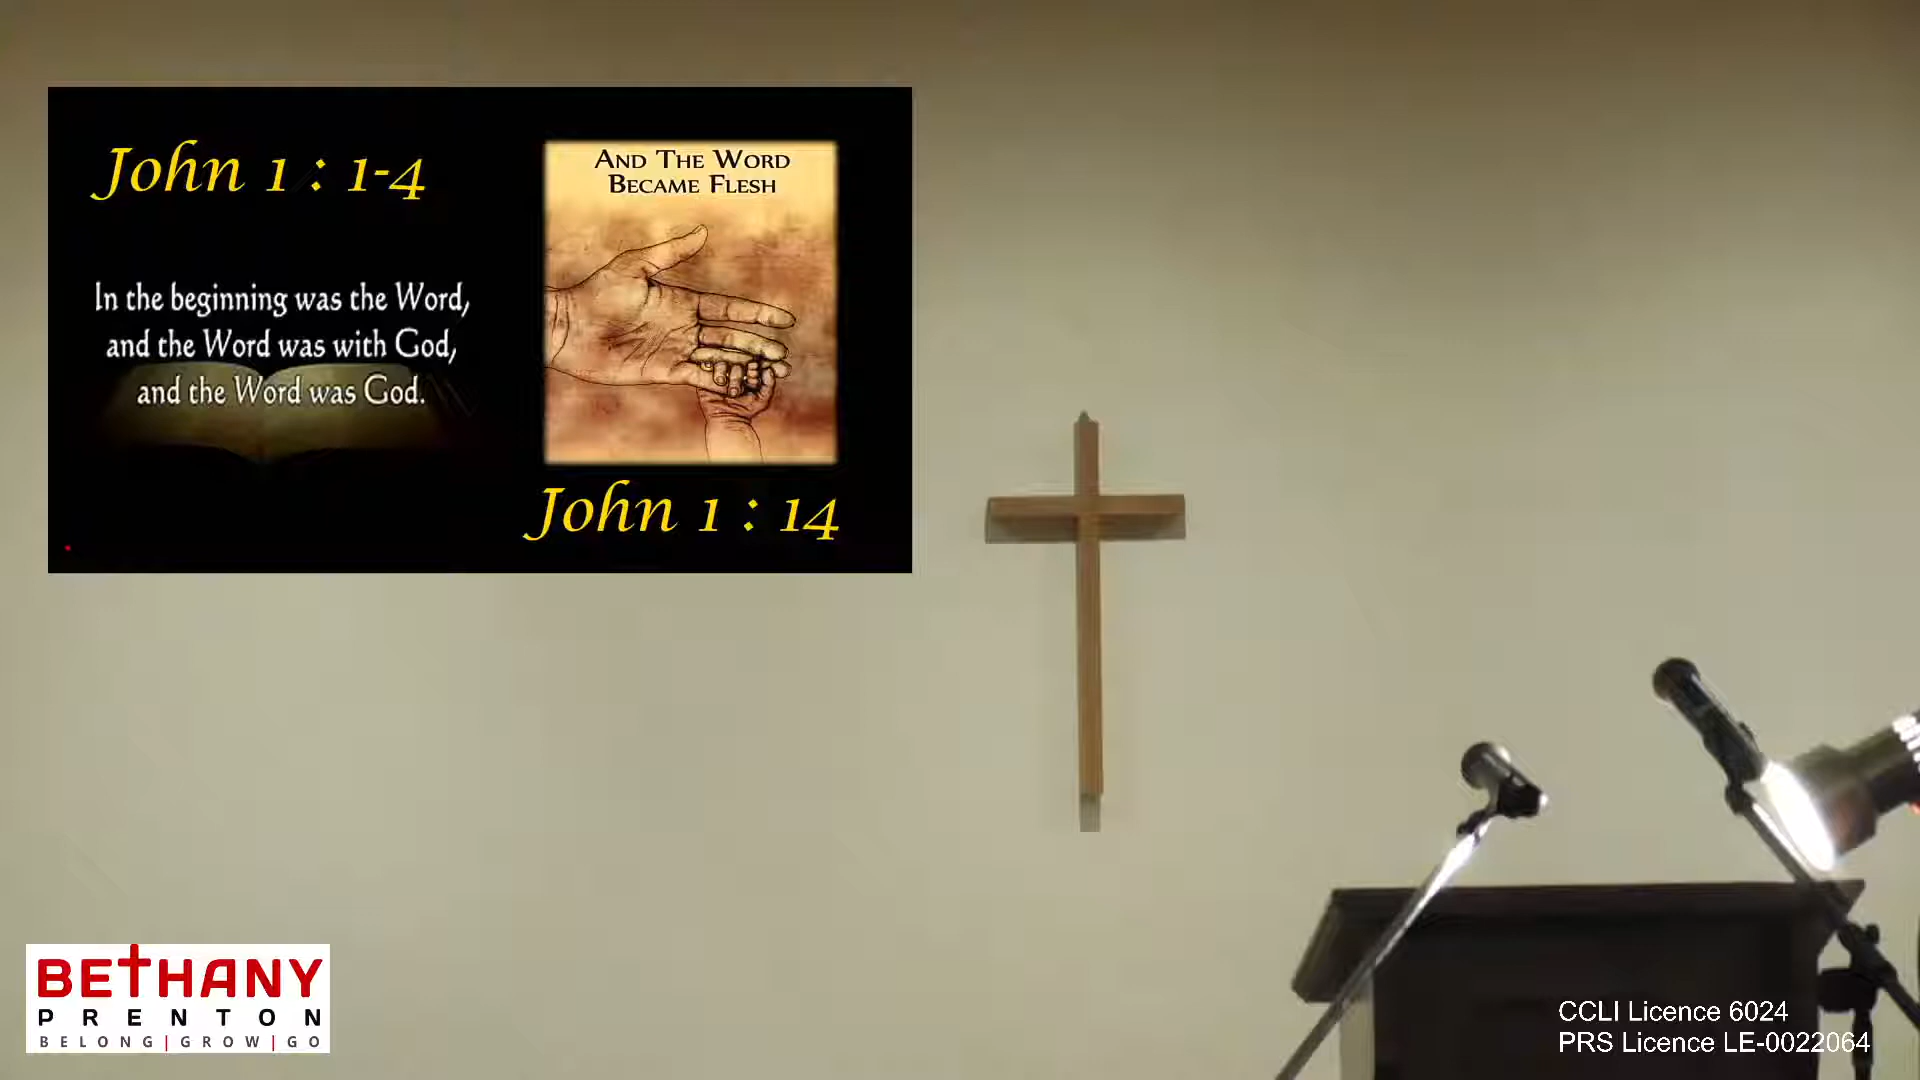 John 1 : 1-4
In the beginning was the Word,
and the Word was with God,
and the Word was God.
AND THE WORD
BECAME FLESH
John 1 : 14
BETHANY
PRENTON
BELONG|GROW|GO
CCLI Licence 6024
PRS Licence LE-0022064